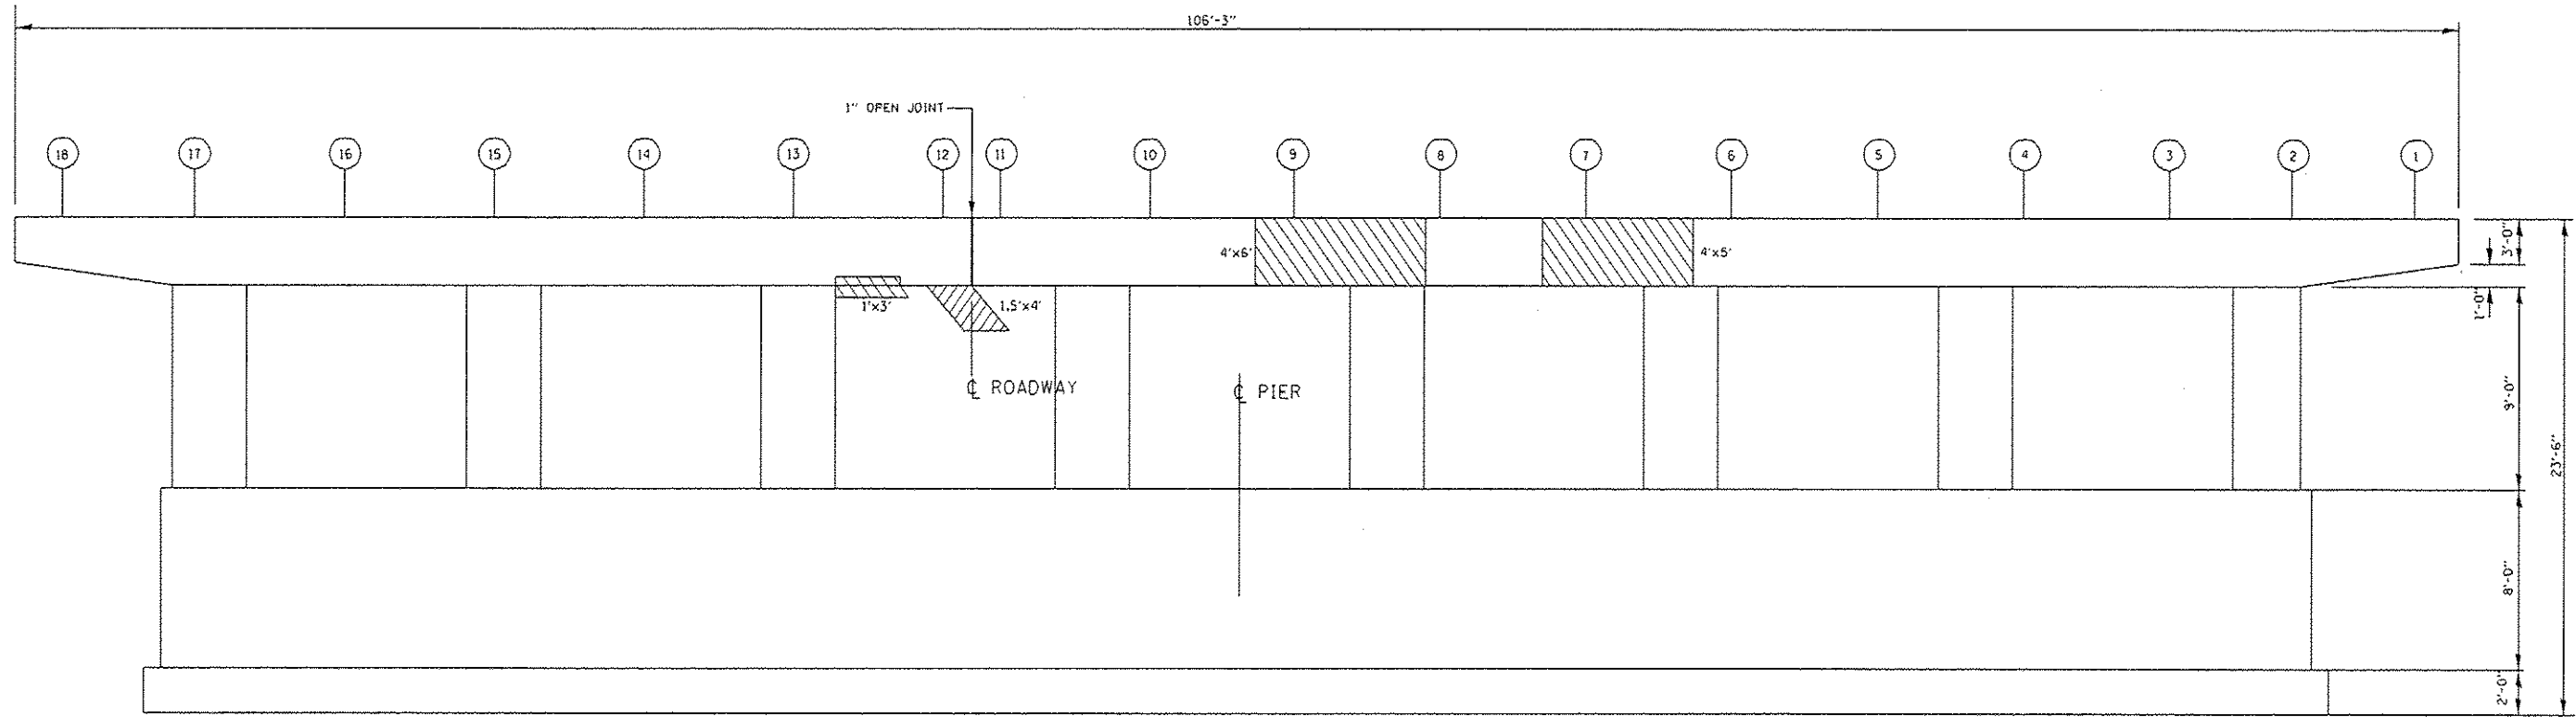 106'-3"
1" OPEN JOINT
18 17 16 15 14 13 12 11 10 9 8 7 6 5 4 3 2 1
4'x6' 4'x5'
3'-0"
1'-0"
1'x3' 1.5'x4'
℄ ROADWAY ℄ PIER
9'-0"
23'-6"
8'-0"
2'-0"